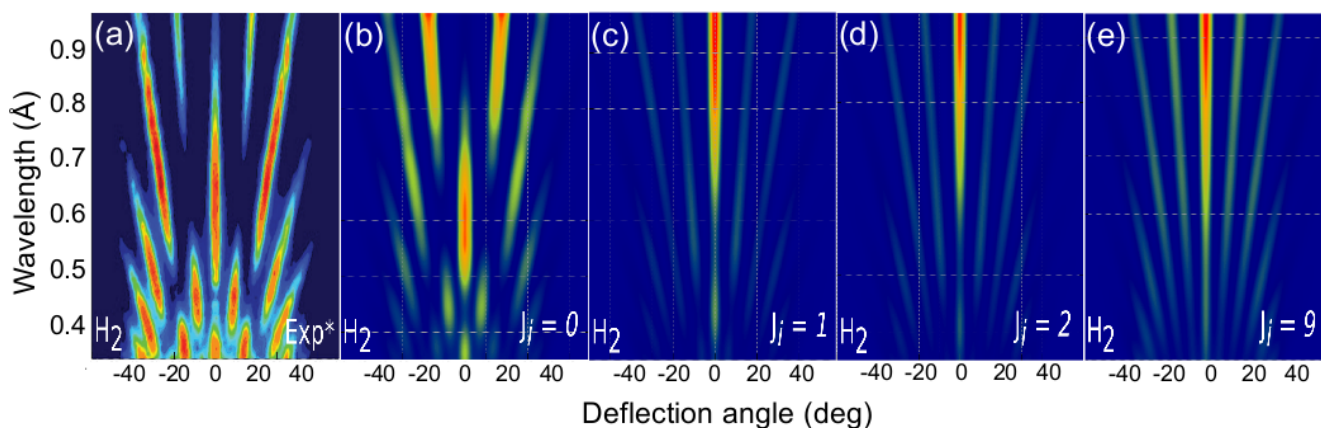 (a) (b) (c) (d) (e)
Wavelength (Å)
0.9
0.8
0.7
0.6
0.5
0.4
H2 Exp* H2 Ji = 0 H2 Ji = 1 H2 Ji = 2 H2 Ji = 9
-40 -20 0 20 40 -40 -20 0 20 40 -40 -20 0 20 40 -40 -20 0 20 40 -40 -20 0 20 40
Deflection angle (deg)